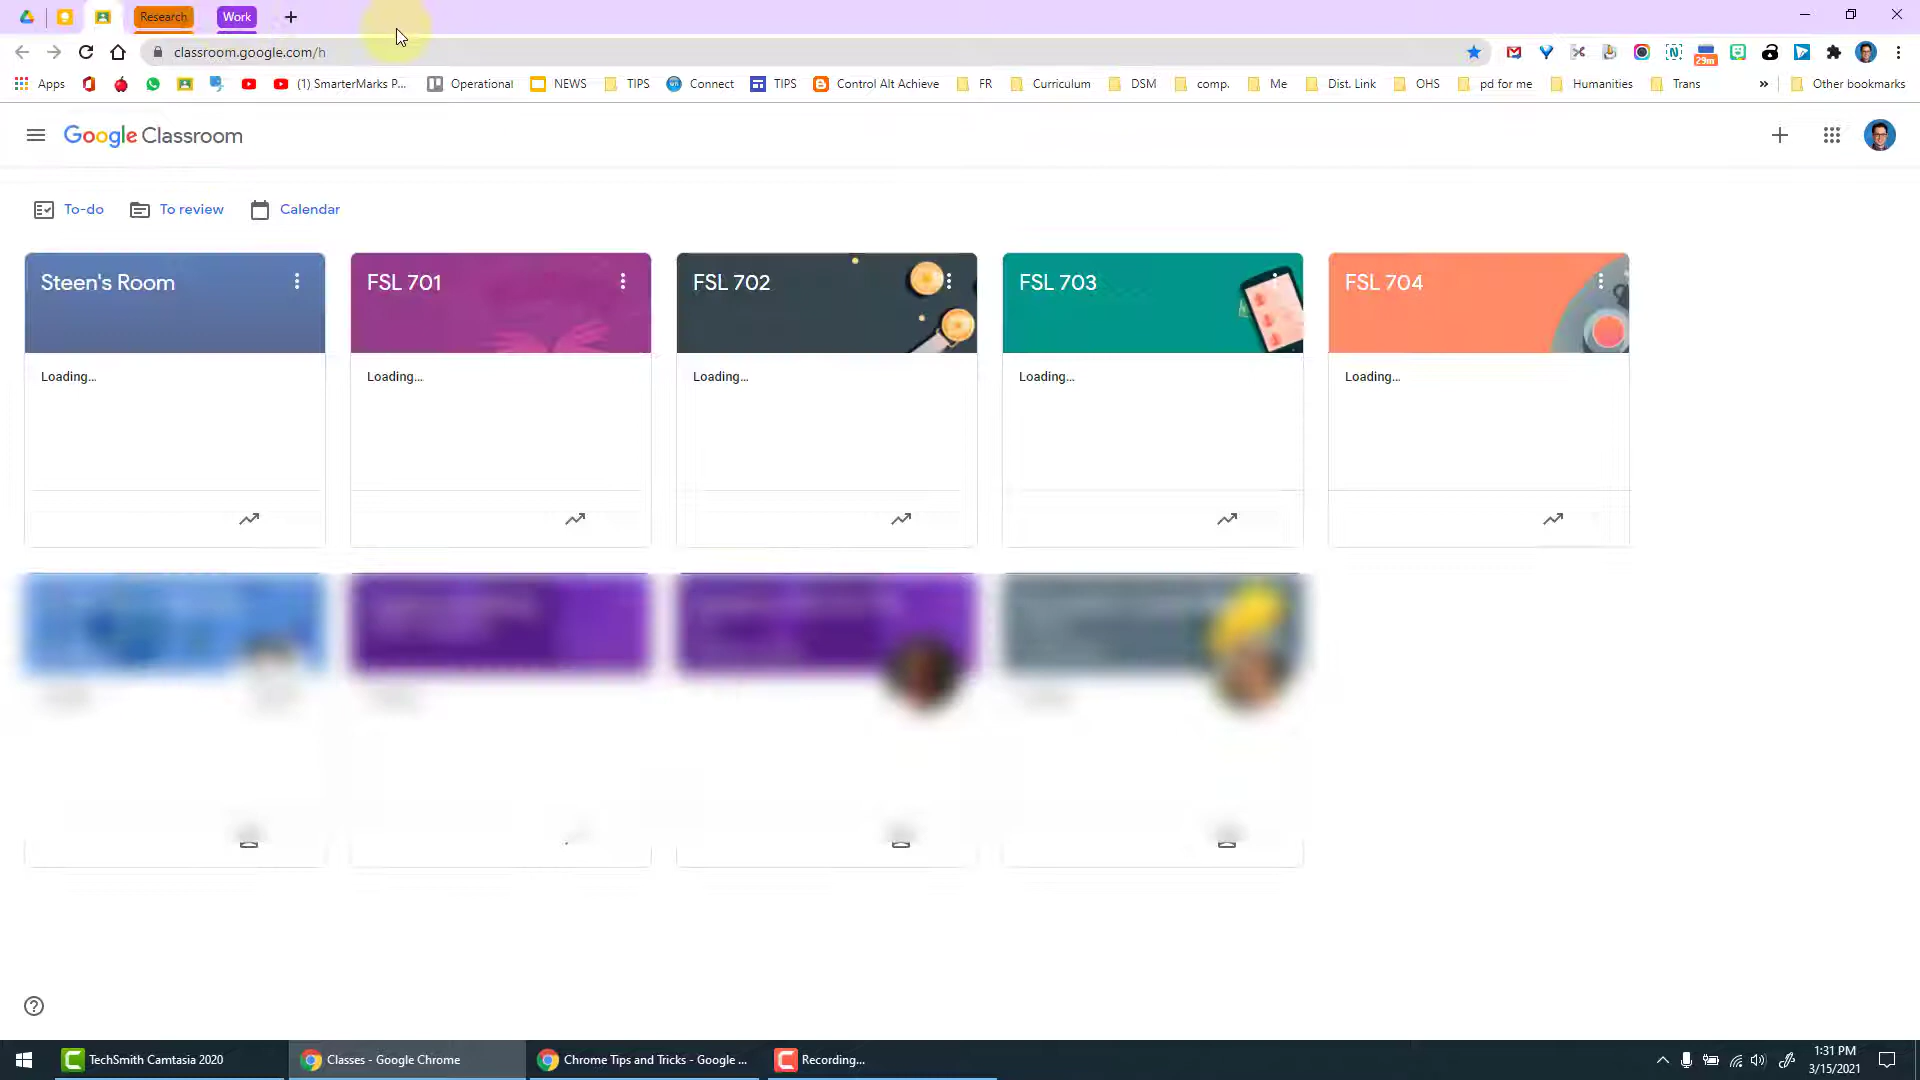 Research Work
classroom.google.com/h
Apps (1) SmarterMarks P... Operational NEWS TIPS Connect TIPS Control Alt Achieve FR Curriculum DSM comp. Me Dist. Link OHS pd for me Humanities Trans » Other bookmarks
29m
Google Classroom
To-do To review Calendar
Steen's Room FSL 701 FSL 702 FSL 703 FSL 704
Loading... Loading... Loading... Loading... Loading...
TechSmith Camtasia 2020 Classes - Google Chrome Chrome Tips and Tricks - Google ... Recording...
1:31 PM
3/15/2021